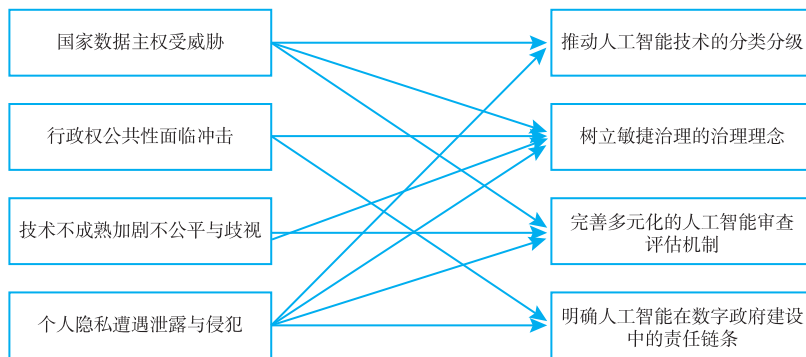 国家数据主权受威胁
推动人工智能技术的分类分级
行政权公共性面临冲击
树立敏捷治理的治理理念
技术不成熟加剧不公平与歧视
完善多元化的人工智能审查
评估机制
个人隐私遭遇泄露与侵犯
明确人工智能在数字政府建设
中的责任链条